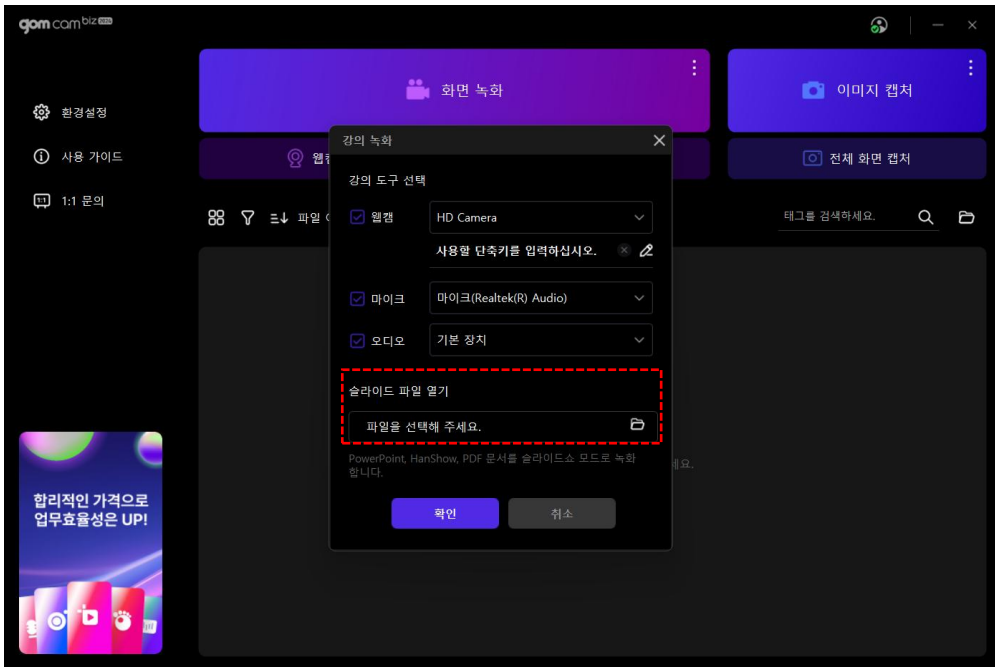 gom cam biz 2024
화면 녹화
이미지 캡처
환경설정
사용 가이드
1:1 문의
전체 화면 캡처
파일
태그를 검색하세요.
강의 녹화
강의 도구 선택
웹캠
HD Camera
사용할 단축키를 입력하십시오.
마이크
마이크(Realtek(R) Audio)
오디오
기본 장치
슬라이드 파일 열기
파일을 선택해 주세요.
PowerPoint, HanShow, PDF 문서를 슬라이드쇼 모드로 녹화
합니다.
확인
취소
세요.
합리적인 가격으로
업무효율성은 UP!